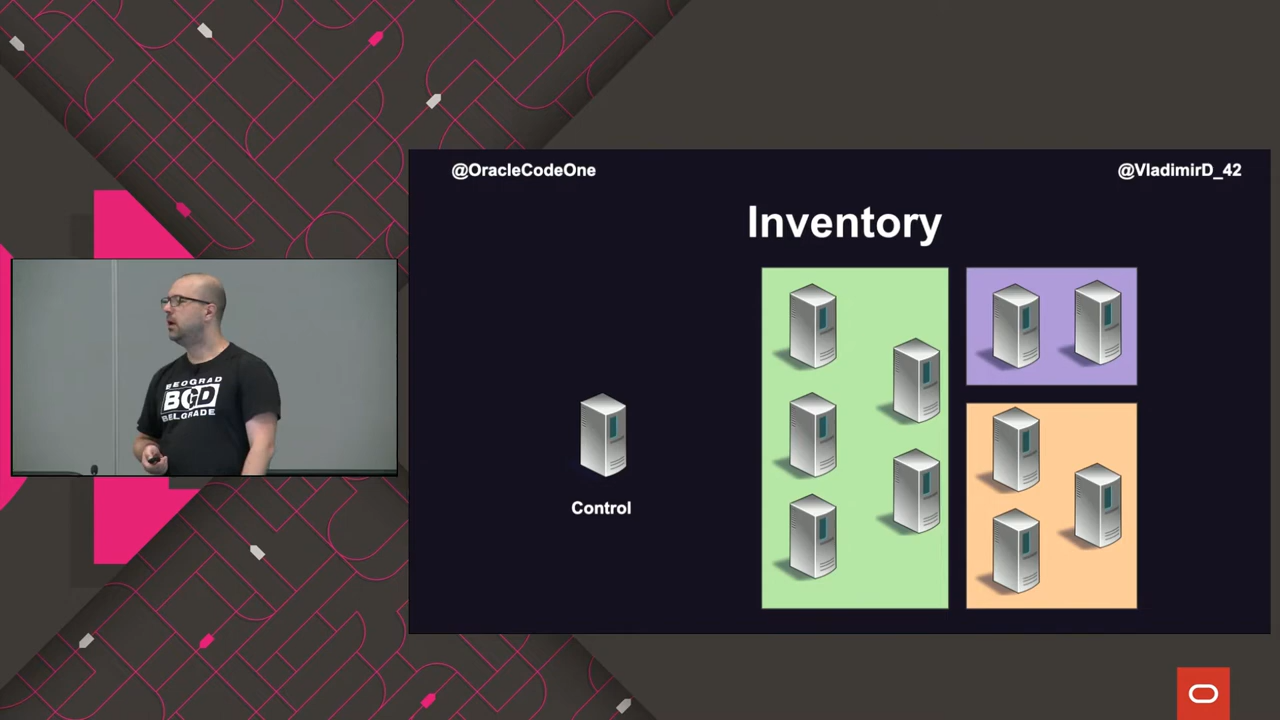 @OracleCodeOne
@VladimirD_42
Inventory
Control
BEOGRAD
BGD
BELGRADE